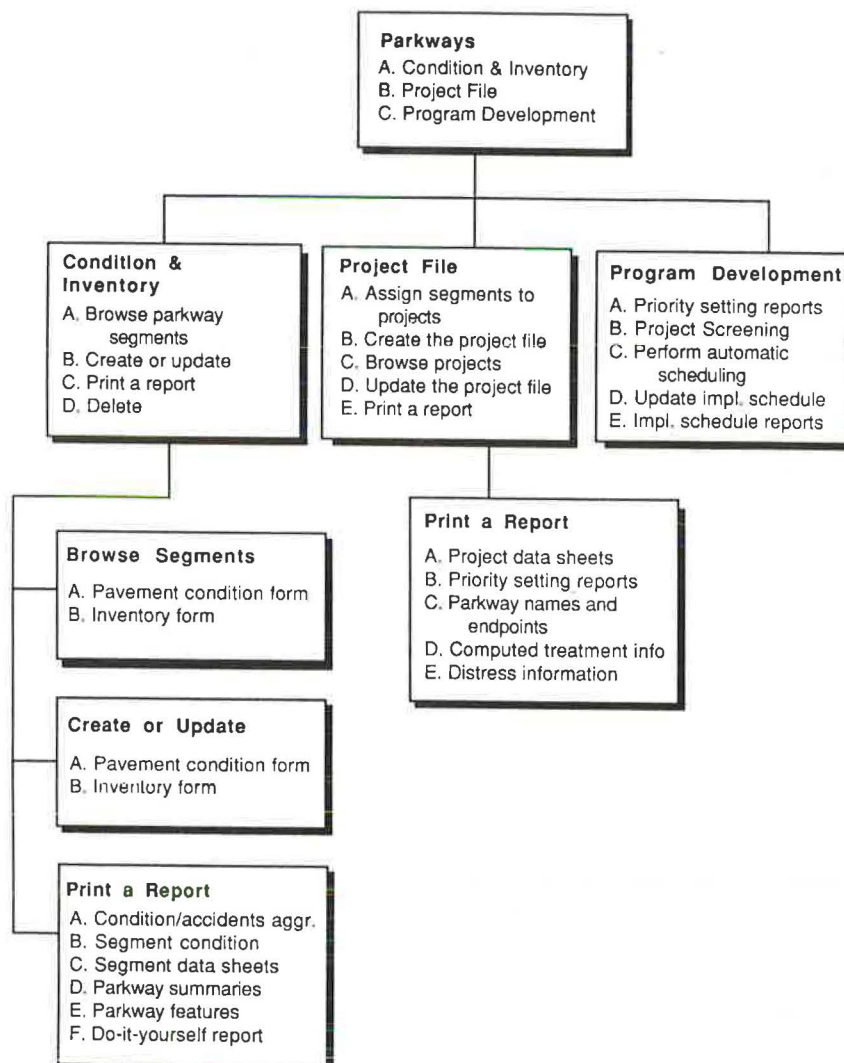 Parkways
A. Condition & Inventory
B. Project File
C. Program Development
Condition &
Inventory
A. Browse parkway
segments
B. Create or update
C. Print a report
D. Delete
Project File
A. Assign segments to
projects
B. Create the project file
C. Browse projects
D. Update the project file
E. Print a report
Program Development
A. Priority setting reports
B. Project Screening
C. Perform automatic
scheduling
D. Update impl. schedule
E. Impl. schedule reports
Browse Segments
A. Pavement condition form
B. Inventory form
Create or Update
A. Pavement condition form
B. Inventory form
Print a Report
A. Condition/accidents aggr.
B. Segment condition
C. Segment data sheets
D. Parkway summaries
E. Parkway features
F. Do-it-yourself report
Print a Report
A. Project data sheets
B. Priority setting reports
C. Parkway names and
endpoints
D. Computed treatment info
E. Distress information